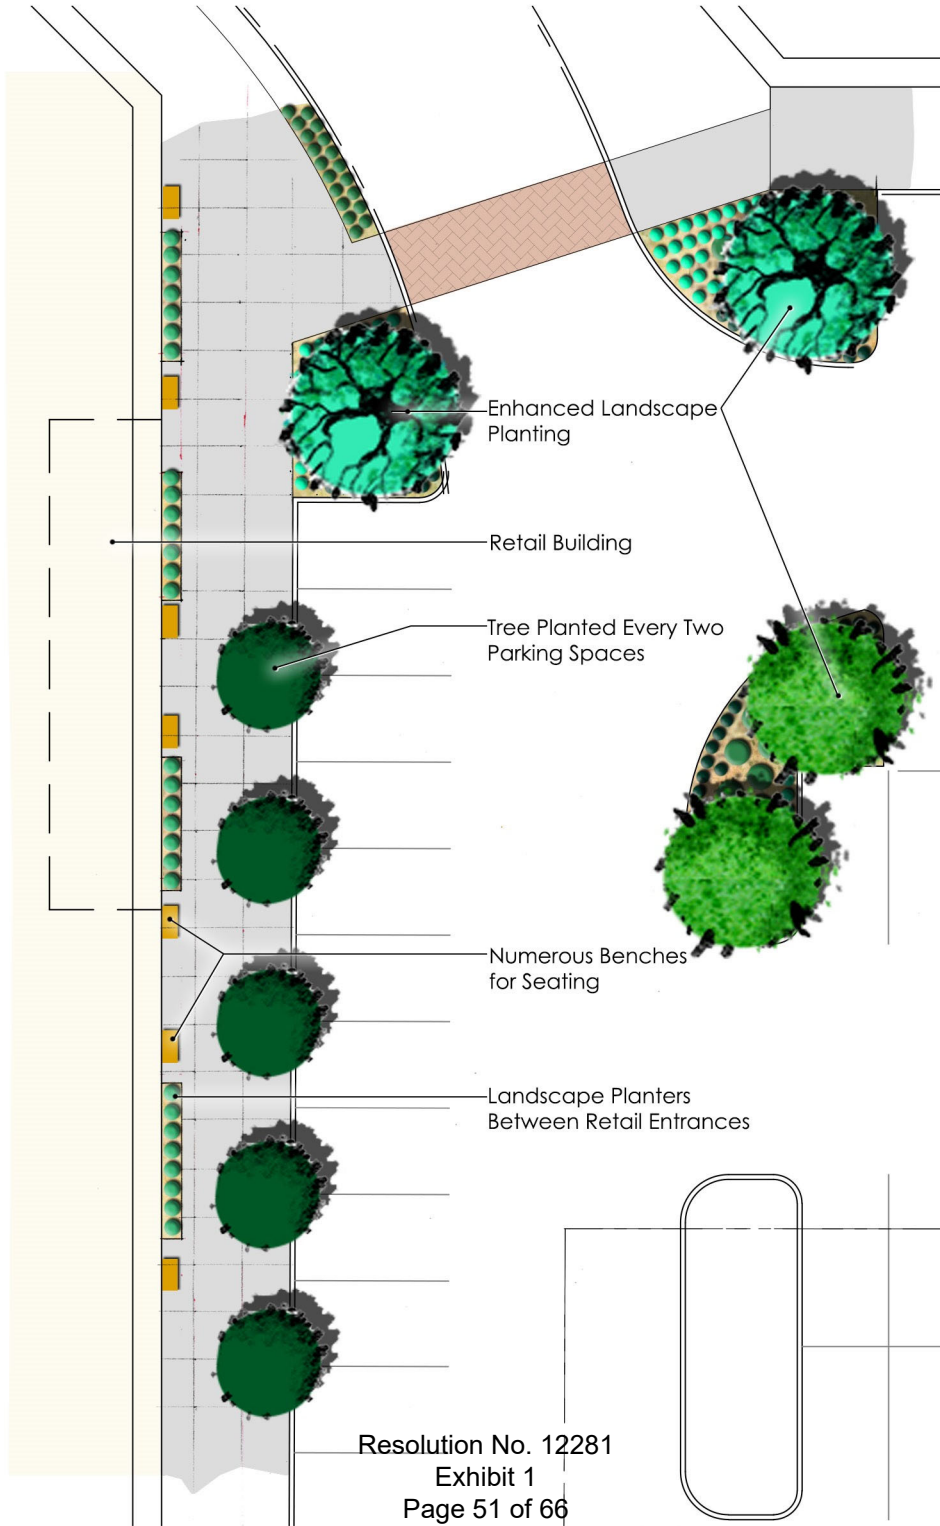 Enhanced Landscape
Planting
Retail Building
Tree Planted Every Two
Parking Spaces
Numerous Benches
for Seating
Landscape Planters
Between Retail Entrances
Resolution No. 12281
Exhibit 1
Page 51 of 66